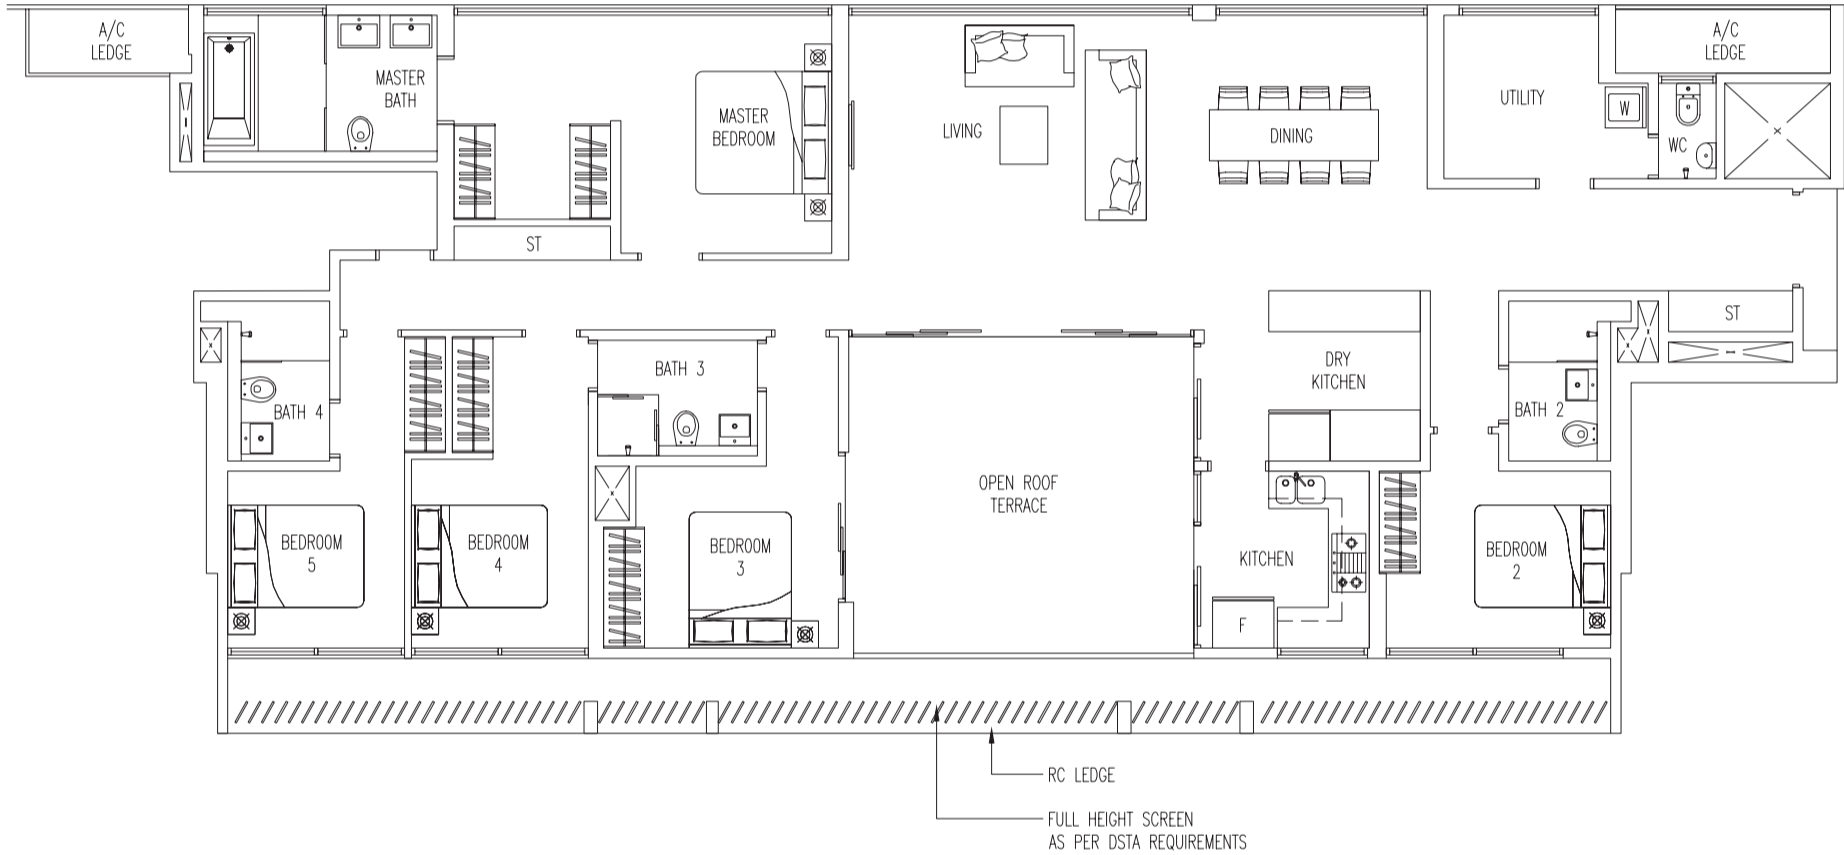 A/C
LEDGE
MASTER
BATH
MASTER
BEDROOM
LIVING
DINING
UTILITY
W
WC
A/C
LEDGE
ST
ST
BATH 4
BATH 3
DRY
KITCHEN
BATH 2
OPEN ROOF
TERRACE
BEDROOM
5
BEDROOM
4
BEDROOM
3
KITCHEN
F
BEDROOM
2
RC LEDGE
FULL HEIGHT SCREEN
AS PER DSTA REQUIREMENTS